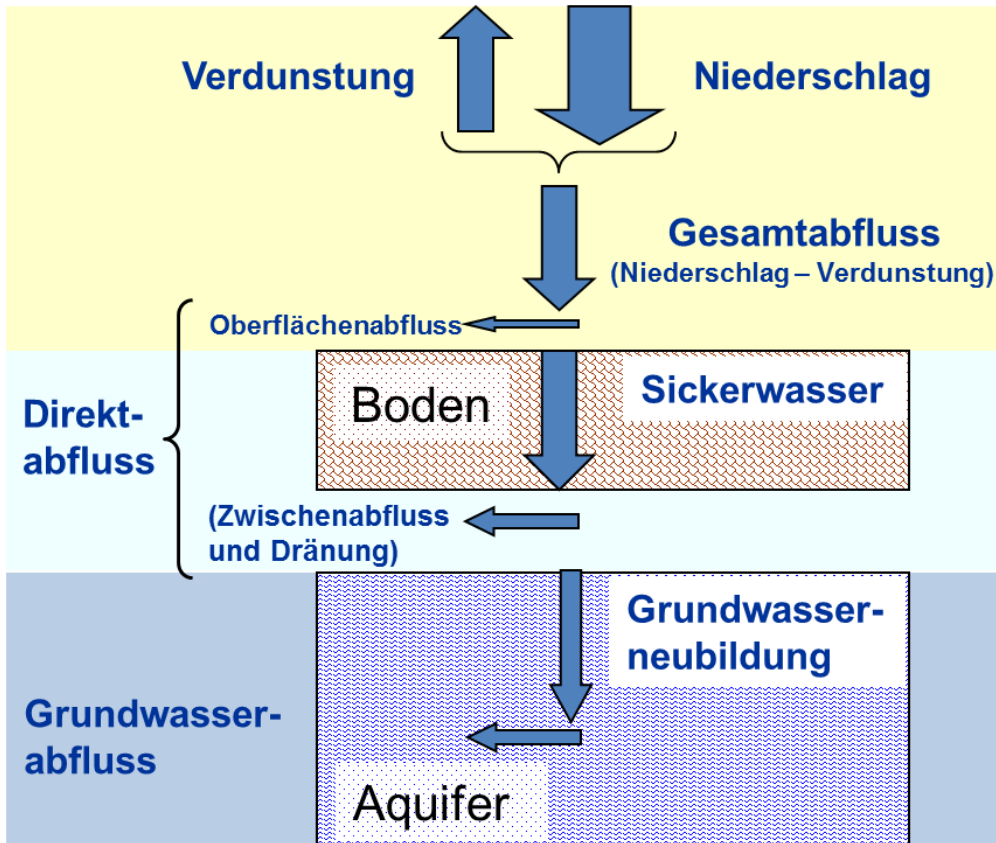 Verdunstung
Niederschlag
Gesamtabfluss
(Niederschlag – Verdunstung)
Oberflächenabfluss
Boden
Sickerwasser
Direkt-
abfluss
(Zwischenabfluss
und Dränung)
Grundwasser-
neubildung
Grundwasser-
abfluss
Aquifer